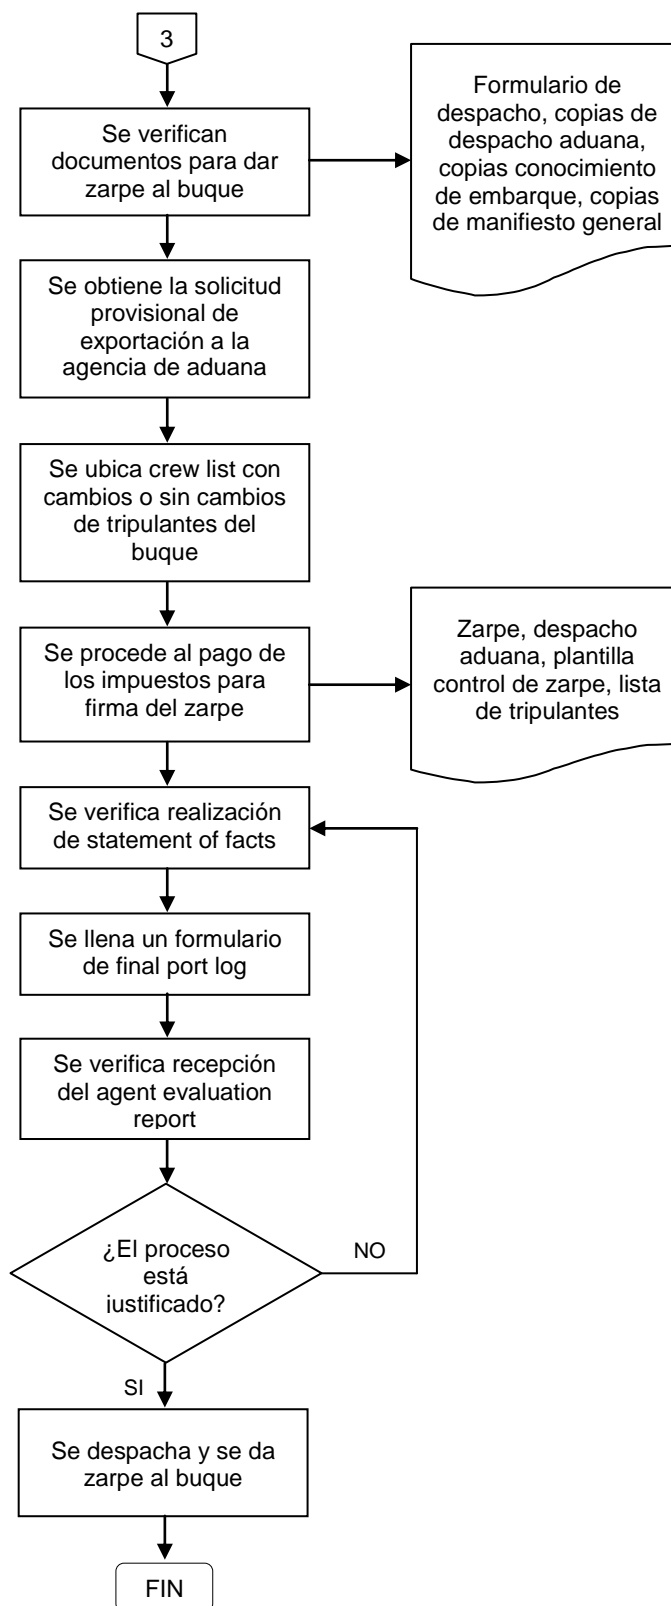 3
Se verifican
documentos para dar
zarpe al buque
Formulario de
despacho, copias de
despacho aduana,
copias conocimiento
de embarque, copias
de manifiesto general
Se obtiene la solicitud
provisional de
exportación a la
agencia de aduana
Se ubica crew list con
cambios o sin cambios
de tripulantes del
buque
Se procede al pago de
los impuestos para
firma del zarpe
Zarpe, despacho
aduana, plantilla
control de zarpe, lista
de tripulantes
Se verifica realización
de statement of facts
Se llena un formulario
de final port log
Se verifica recepción
del agent evaluation
report
¿El proceso
está
justificado?
NO
SI
Se despacha y se da
zarpe al buque
FIN